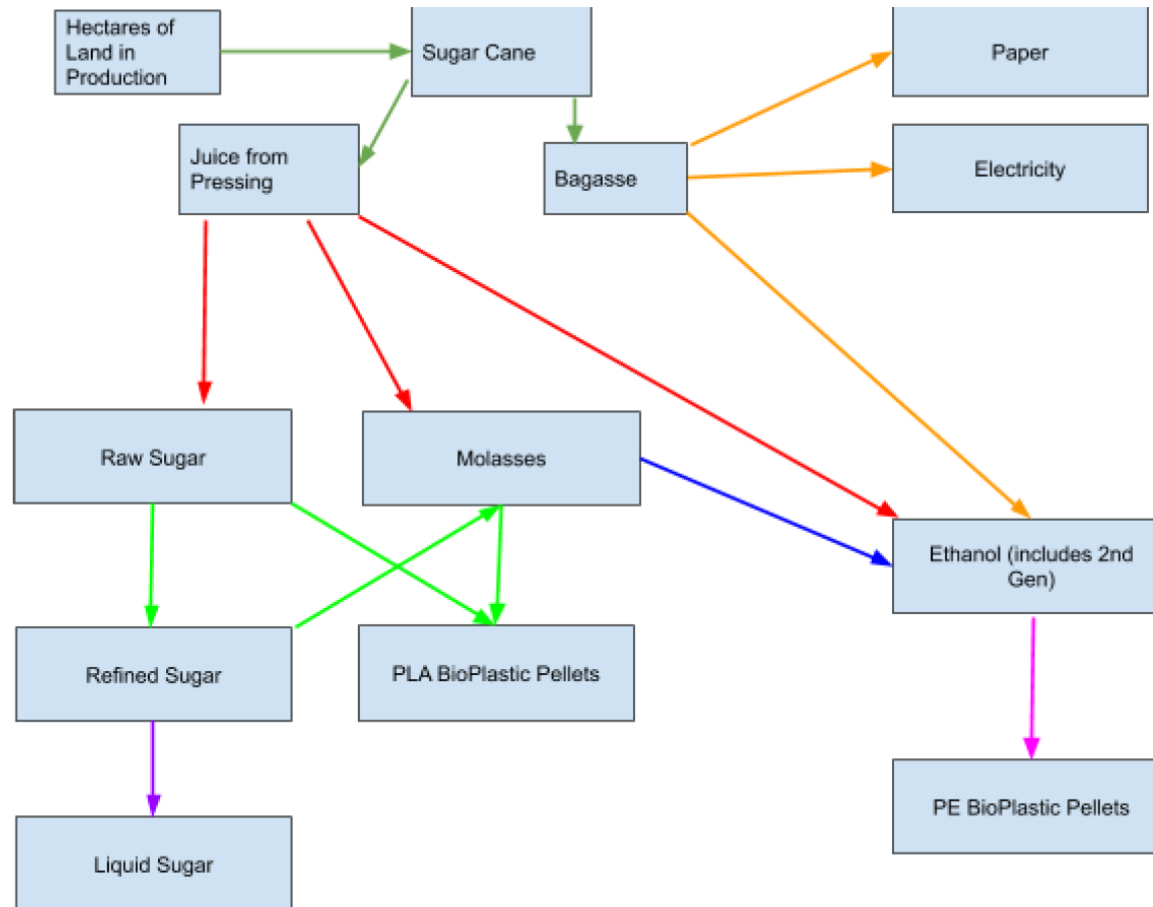 Hectares of
Land in
Production
Sugar Cane
Paper
Juice from
Pressing
Bagasse
Electricity
Raw Sugar
Molasses
Ethanol (includes 2nd
Gen)
Refined Sugar
PLA BioPlastic Pellets
PE BioPlastic Pellets
Liquid Sugar